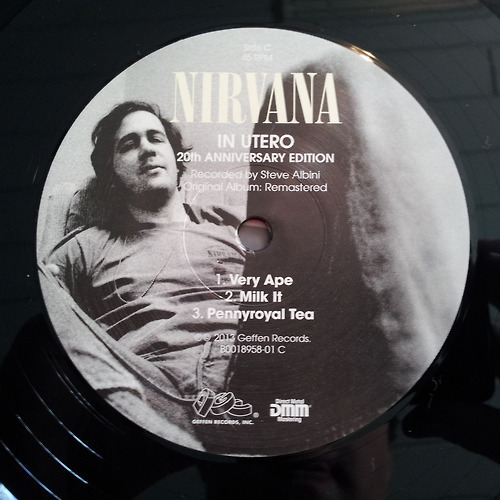 Side C
45 RPM
NIRVANA
IN UTERO
20th ANNIVERSARY EDITION
Recorded by Steve Albini
Original Album: Remastered
1. Very Ape
2. Milk It
3. Pennyroyal Tea
℗ © 2013 Geffen Records.
B0018958-01 C
GEFFEN RECORDS, INC.
®
Direct Metal
DMM
Mastering